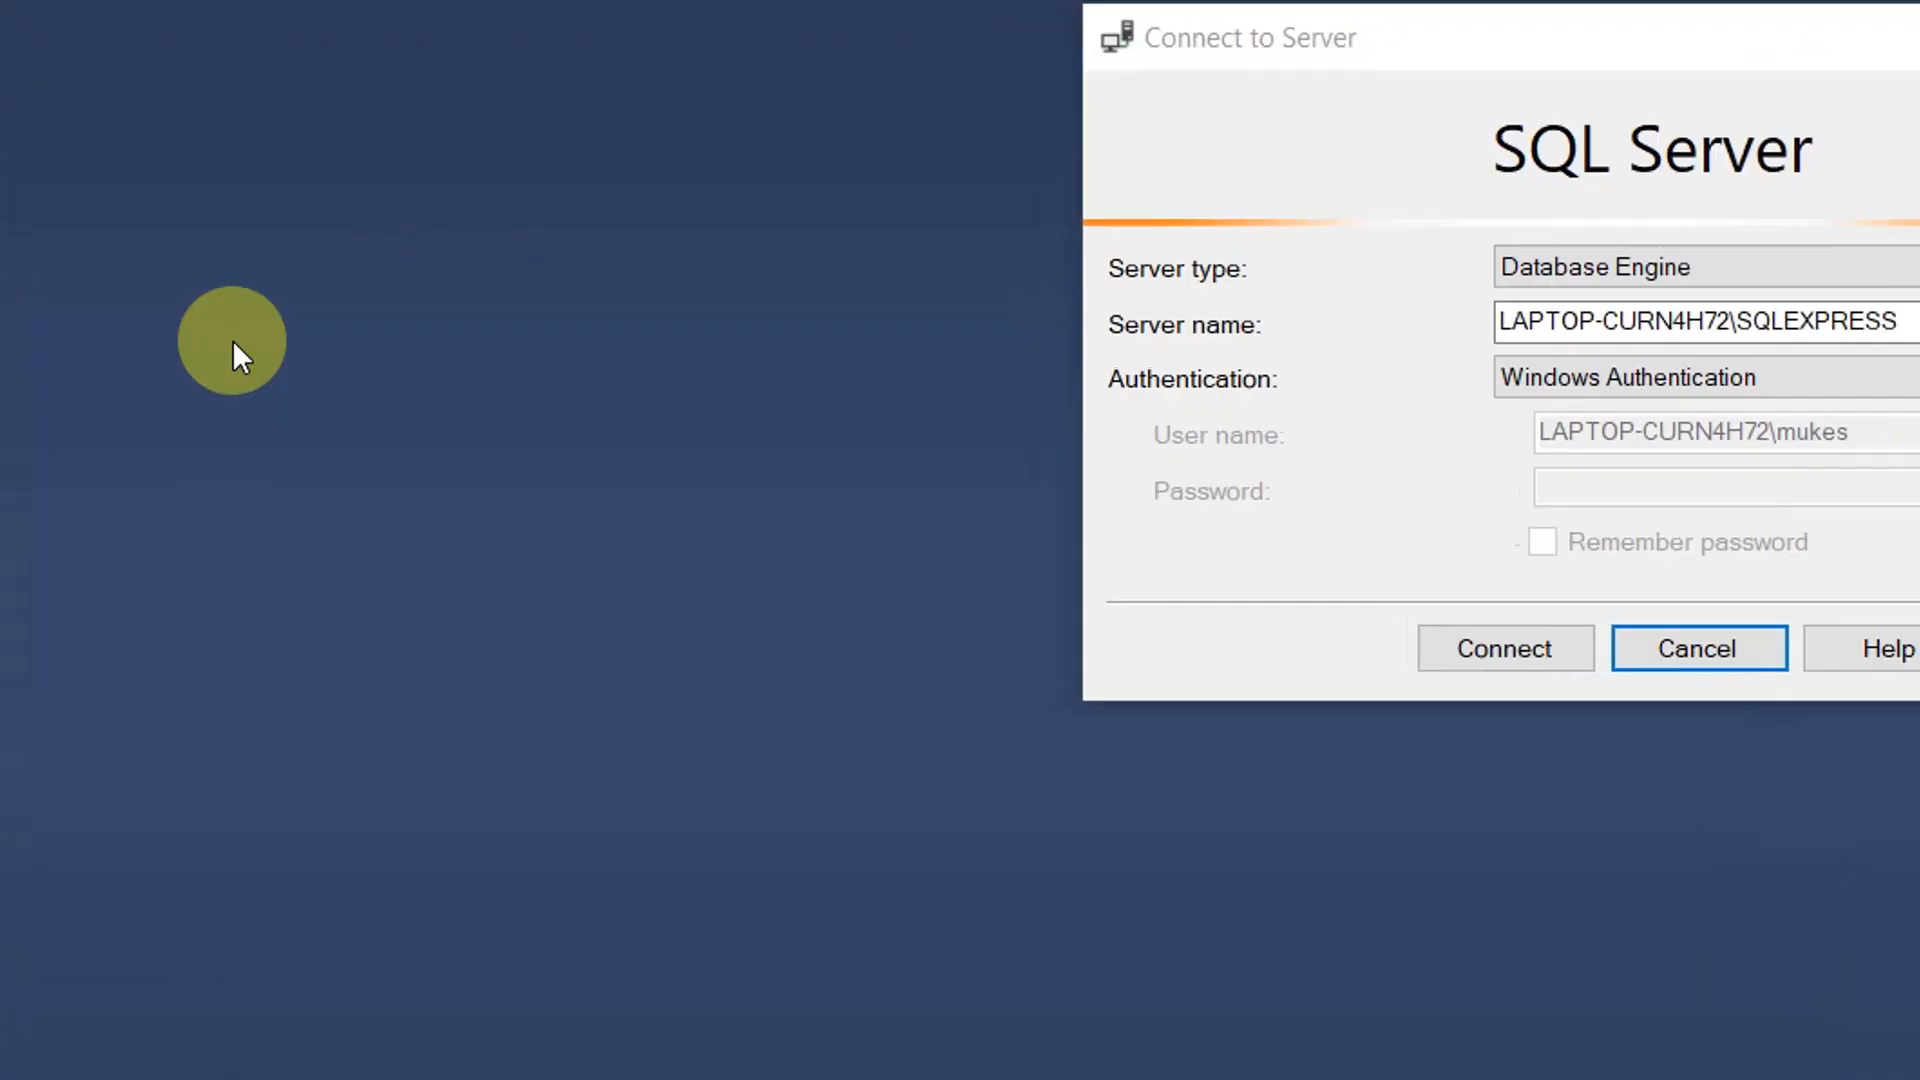 Connect to Server
SQL Server
Server type: Database Engine
Server name: LAPTOP-CURN4H72\SQLEXPRESS
Authentication: Windows Authentication
User name: LAPTOP-CURN4H72\mukes
Password:
Remember password
Connect Cancel Help